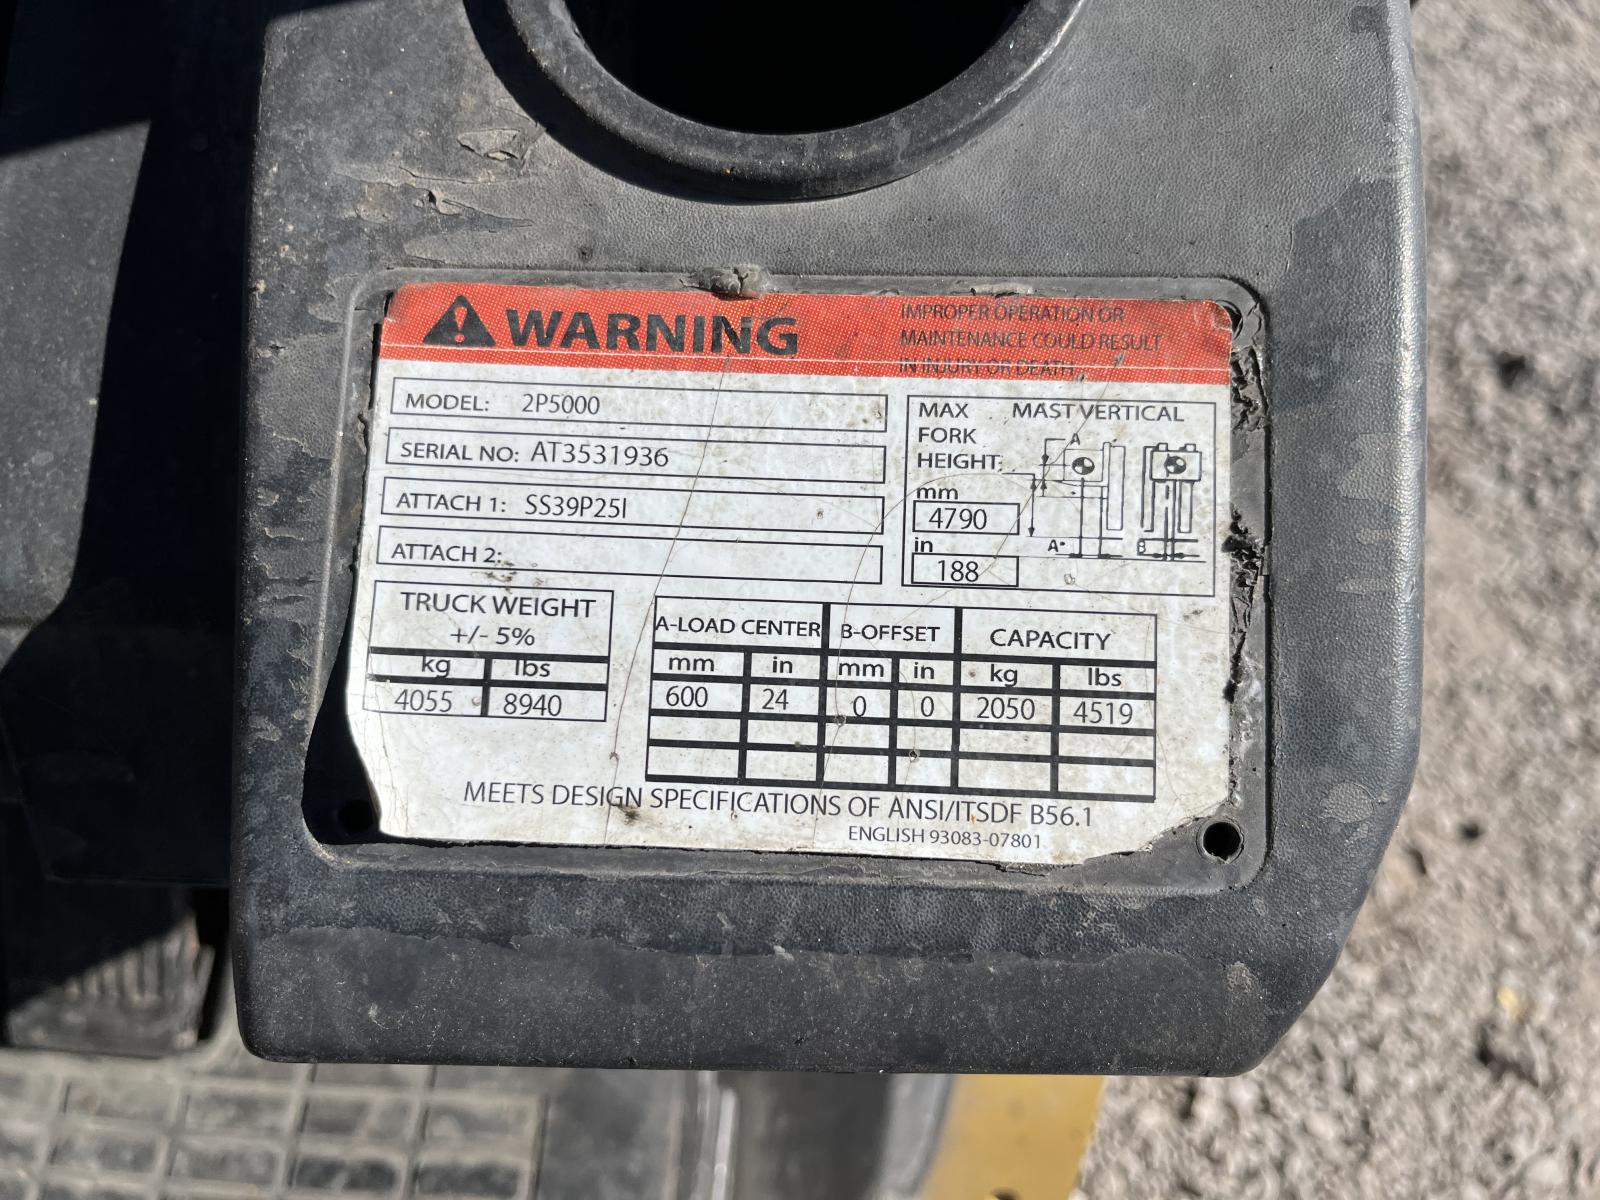 WARNING
IMPROPER OPERATION OR
MAINTENANCE COULD RESULT
IN INJURY OR DEATH
MODEL: 2P5000
SERIAL NO: AT3531936
ATTACH 1: SS39P25I
ATTACH 2:
MAX MAST VERTICAL
FORK
HEIGHT
mm
4790
in
188
A
A
B
TRUCK WEIGHT
+/- 5%
kg lbs
4055 8940
A-LOAD CENTER B-OFFSET CAPACITY
mm in mm in kg lbs
600 24 0 0 2050 4519
MEETS DESIGN SPECIFICATIONS OF ANSI/ITSDF B56.1
ENGLISH 93083-07801